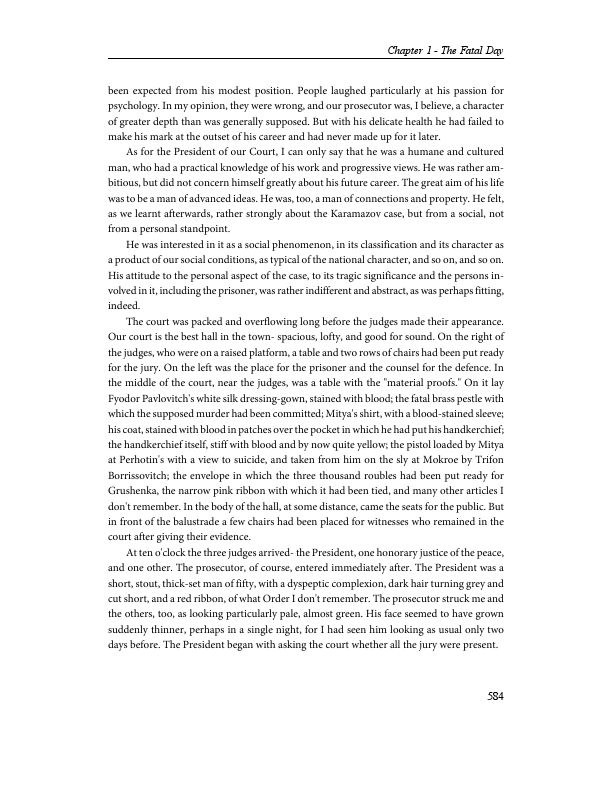 Chapter 1 - The Fatal Day
been expected from his modest position. People laughed particularly at his passion for
psychology. In my opinion, they were wrong, and our prosecutor was, I believe, a character
of greater depth than was generally supposed. But with his delicate health he had failed to
make his mark at the outset of his career and had never made up for it later.
As for the President of our Court, I can only say that he was a humane and cultured
man, who had a practical knowledge of his work and progressive views. He was rather am-
bitious, but did not concern himself greatly about his future career. The great aim of his life
was to be a man of advanced ideas. He was, too, a man of connections and property. He felt,
as we learnt afterwards, rather strongly about the Karamazov case, but from a social, not
from a personal standpoint.
He was interested in it as a social phenomenon, in its classification and its character as
a product of our social conditions, as typical of the national character, and so on, and so on.
His attitude to the personal aspect of the case, to its tragic significance and the persons in-
volved in it, including the prisoner, was rather indifferent and abstract, as was perhaps fitting,
indeed.
The court was packed and overflowing long before the judges made their appearance.
Our court is the best hall in the town- spacious, lofty, and good for sound. On the right of
the judges, who were on a raised platform, a table and two rows of chairs had been put ready
for the jury. On the left was the place for the prisoner and the counsel for the defence. In
the middle of the court, near the judges, was a table with the "material proofs." On it lay
Fyodor Pavlovitch's white silk dressing-gown, stained with blood; the fatal brass pestle with
which the supposed murder had been committed; Mitya's shirt, with a blood-stained sleeve;
his coat, stained with blood in patches over the pocket in which he had put his handkerchief;
the handkerchief itself, stiff with blood and by now quite yellow; the pistol loaded by Mitya
at Perhotin's with a view to suicide, and taken from him on the sly at Mokroe by Trifon
Borrissovitch; the envelope in which the three thousand roubles had been put ready for
Grushenka, the narrow pink ribbon with which it had been tied, and many other articles I
don't remember. In the body of the hall, at some distance, came the seats for the public. But
in front of the balustrade a few chairs had been placed for witnesses who remained in the
court after giving their evidence.
At ten o'clock the three judges arrived- the President, one honorary justice of the peace,
and one other. The prosecutor, of course, entered immediately after. The President was a
short, stout, thick-set man of fifty, with a dyspeptic complexion, dark hair turning grey and
cut short, and a red ribbon, of what Order I don't remember. The prosecutor struck me and
the others, too, as looking particularly pale, almost green. His face seemed to have grown
suddenly thinner, perhaps in a single night, for I had seen him looking as usual only two
days before. The President began with asking the court whether all the jury were present.
584